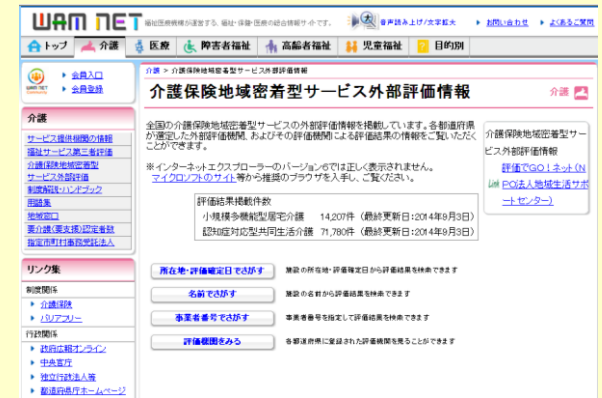 WAM NET
福祉医療機構が運営する、福祉・保健・医療の総合情報サイトです。
音声読み上げ/文字拡大
お問い合わせ
よくあるご質問
トップ
介護
医療
障害者福祉
高齢者福祉
児童福祉
目的別
会員入口
会員登録
介護 > 介護保険地域密着型サービス外部評価情報
介護保険地域密着型サービス外部評価情報
介護
介護
サービス提供機関の情報
福祉サービス第三者評価
介護保険地域密着型
サービス外部評価
制度解説・ハンドブック
用語集
地域窓口
要介護(要支援)認定者数
指定市町村事務受託法人
リンク集
制度関係
介護保険
バリアフリー
行政関係
政府広報オンライン
中央官庁
独立行政法人等
都道府県庁ホームページ
全国の介護保険地域密着型サービスの外部評価情報を掲載しています。各都道府県
が選定した外部評価機関、およびその評価機関による評価結果の情報をご覧いただく
ことができます。
※インターネットエクスプローラーのバージョン6では正しく表示されません。
マイクロソフトのサイト等から推奨のブラウザを入手し、ご覧ください。
評価結果掲載件数
小規模多機能型居宅介護 14,207件 (最終更新日:2014年9月3日)
認知症対応型共同生活介護 71,780件 (最終更新日:2014年9月3日)
所在地・評価確定日でさがす
施設の所在地・評価確定日から評価結果を検索できます
名前でさがす
施設の名前から評価結果を検索できます
事業者番号でさがす
事業者番号を指定して評価結果を検索できます
評価機関をみる
各都道府県に登録された評価機関を見ることができます
介護保険地域密着型サー
ビス外部評価情報
評価でGO!ネット(N
Link PO法人地域生活サポ
ートセンター)